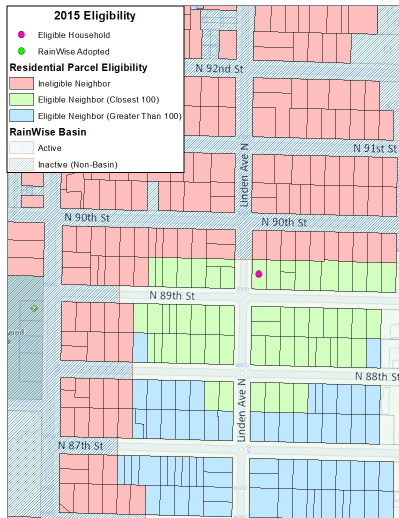 2015 Eligibility
Eligible Household
RainWise Adopted
Residential Parcel Eligibility
Ineligible Neighbor
Eligible Neighbor (Closest 100)
Eligible Neighbor (Greater Than 100)
RainWise Basin
Active
Inactive (Non-Basin)
N 92nd St
N 91st St
Linden Ave N
N 90th St
N 90th St
N 89th St
wood
N 88th St
Linden Ave N
N 87th St